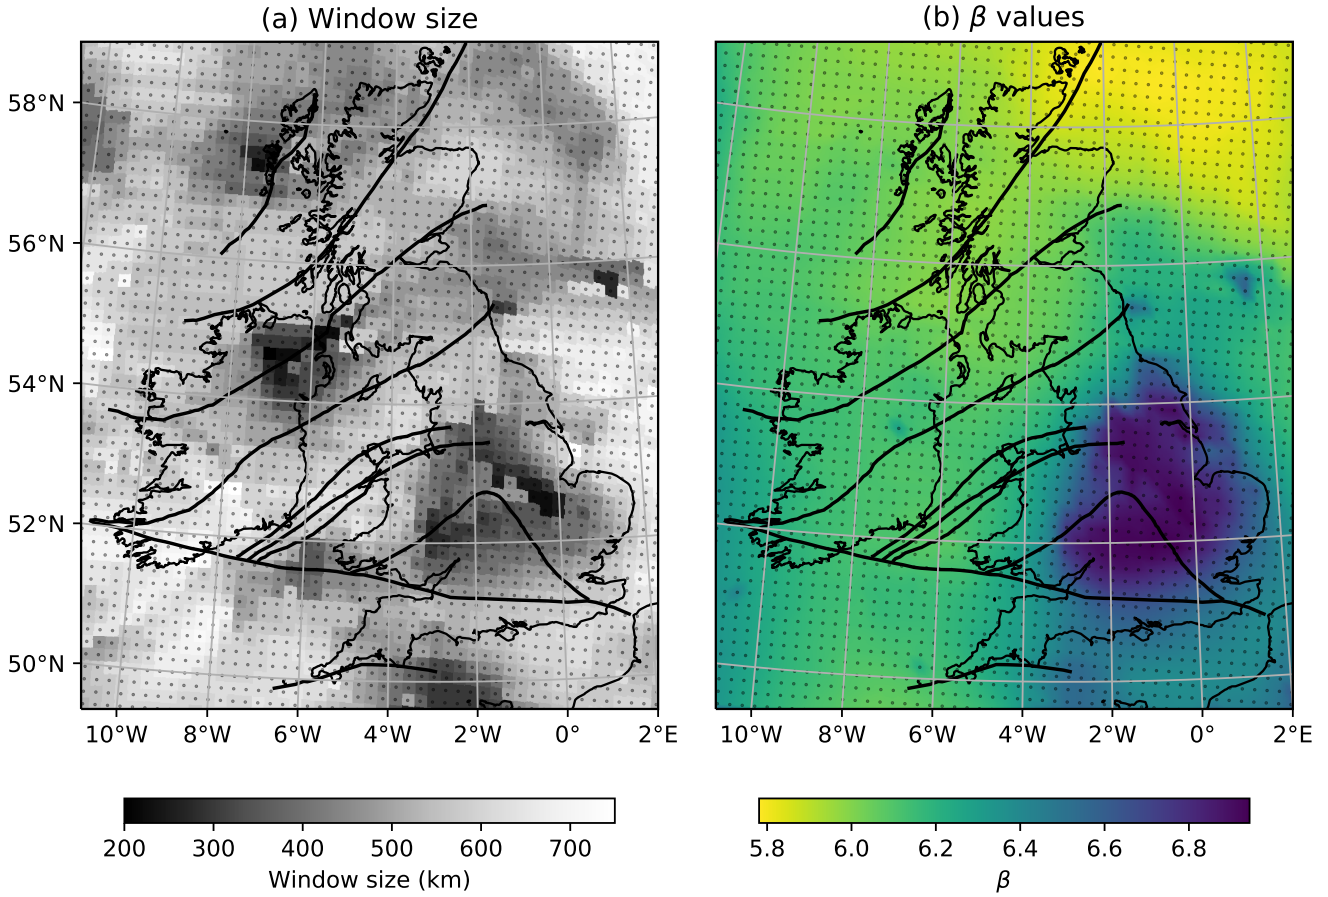 (a) Window size
(b) β values
58°N
56°N
54°N
52°N
50°N
10°W 8°W 6°W 4°W 2°W 0° 2°E
10°W 8°W 6°W 4°W 2°W 0° 2°E
200 300 400 500 600 700
Window size (km)
5.8 6.0 6.2 6.4 6.6 6.8
β